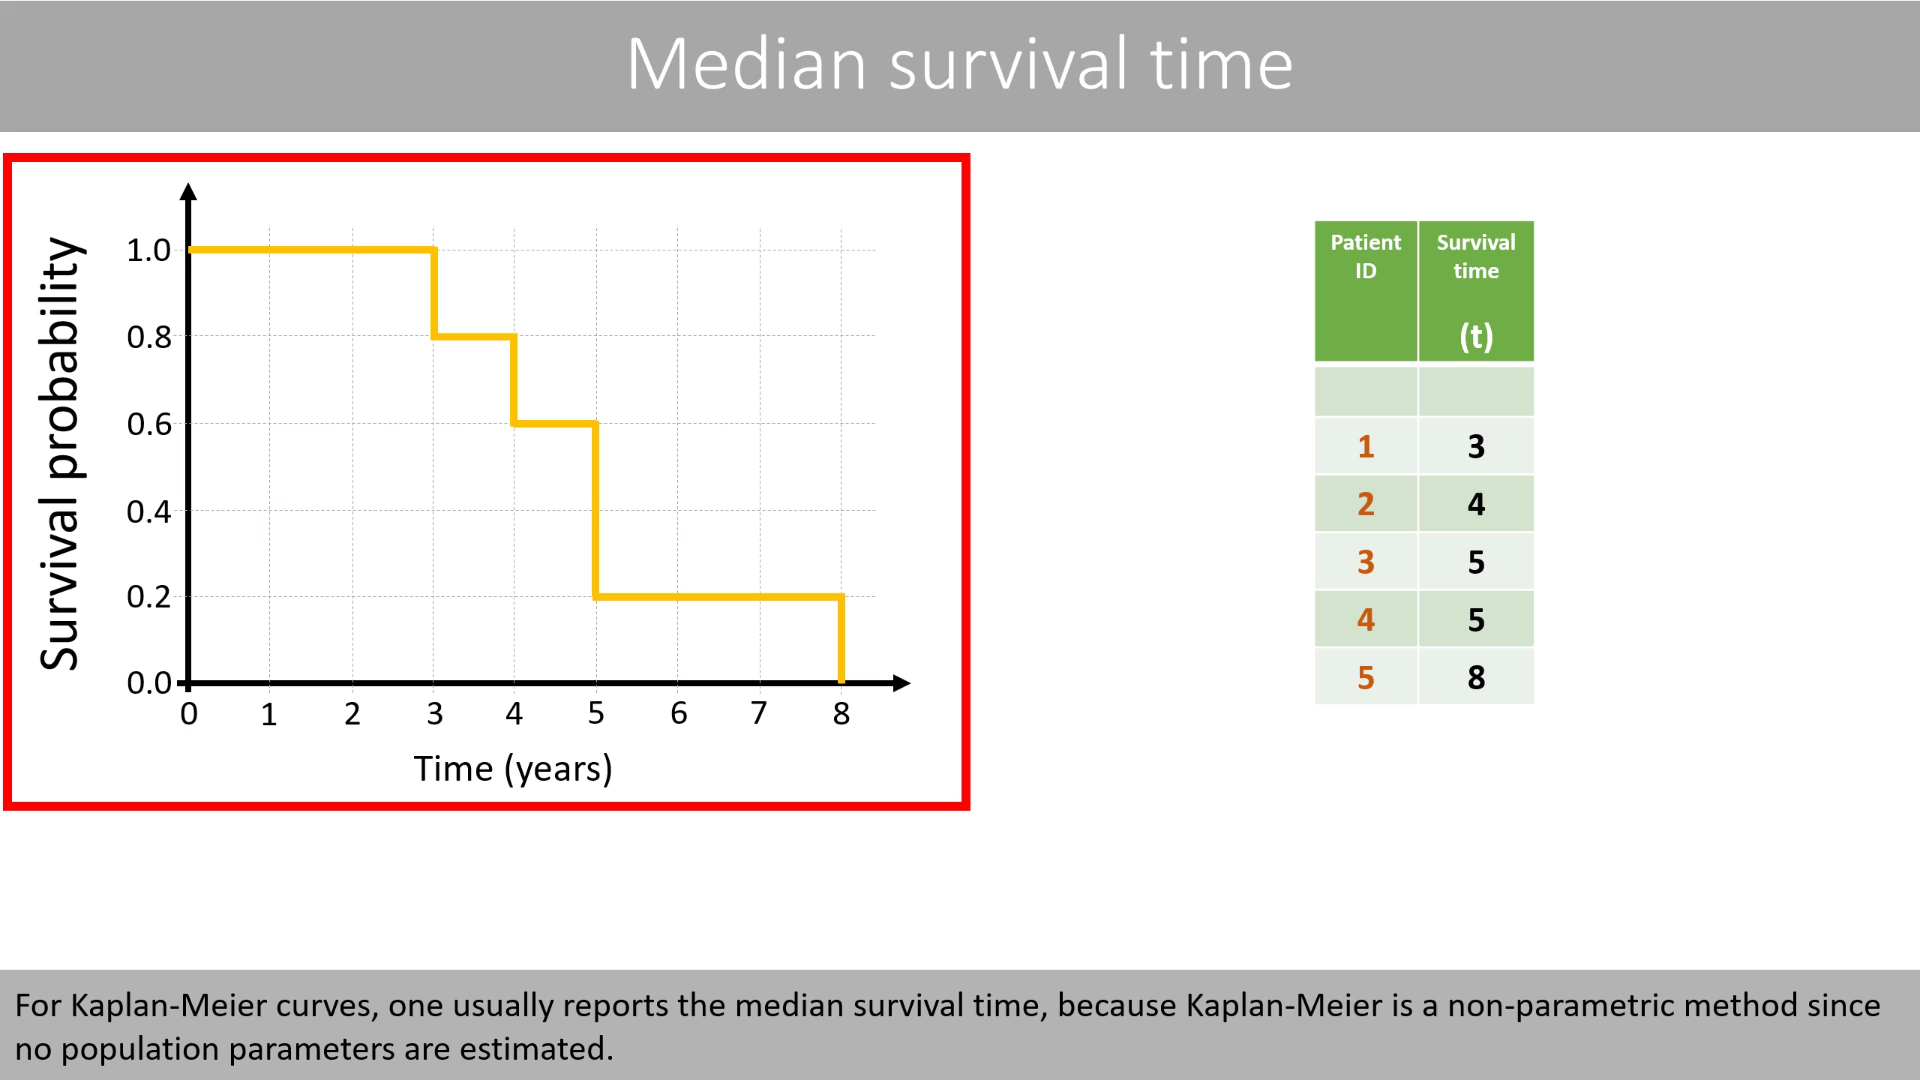 Median survival time
Survival probability
1.0
0.8
0.6
0.4
0.2
0.0
0 1 2 3 4 5 6 7 8
Time (years)
Patient ID Survival time (t)
1 3
2 4
3 5
4 5
5 8
For Kaplan-Meier curves, one usually reports the median survival time, because Kaplan-Meier is a non-parametric method since
no population parameters are estimated.